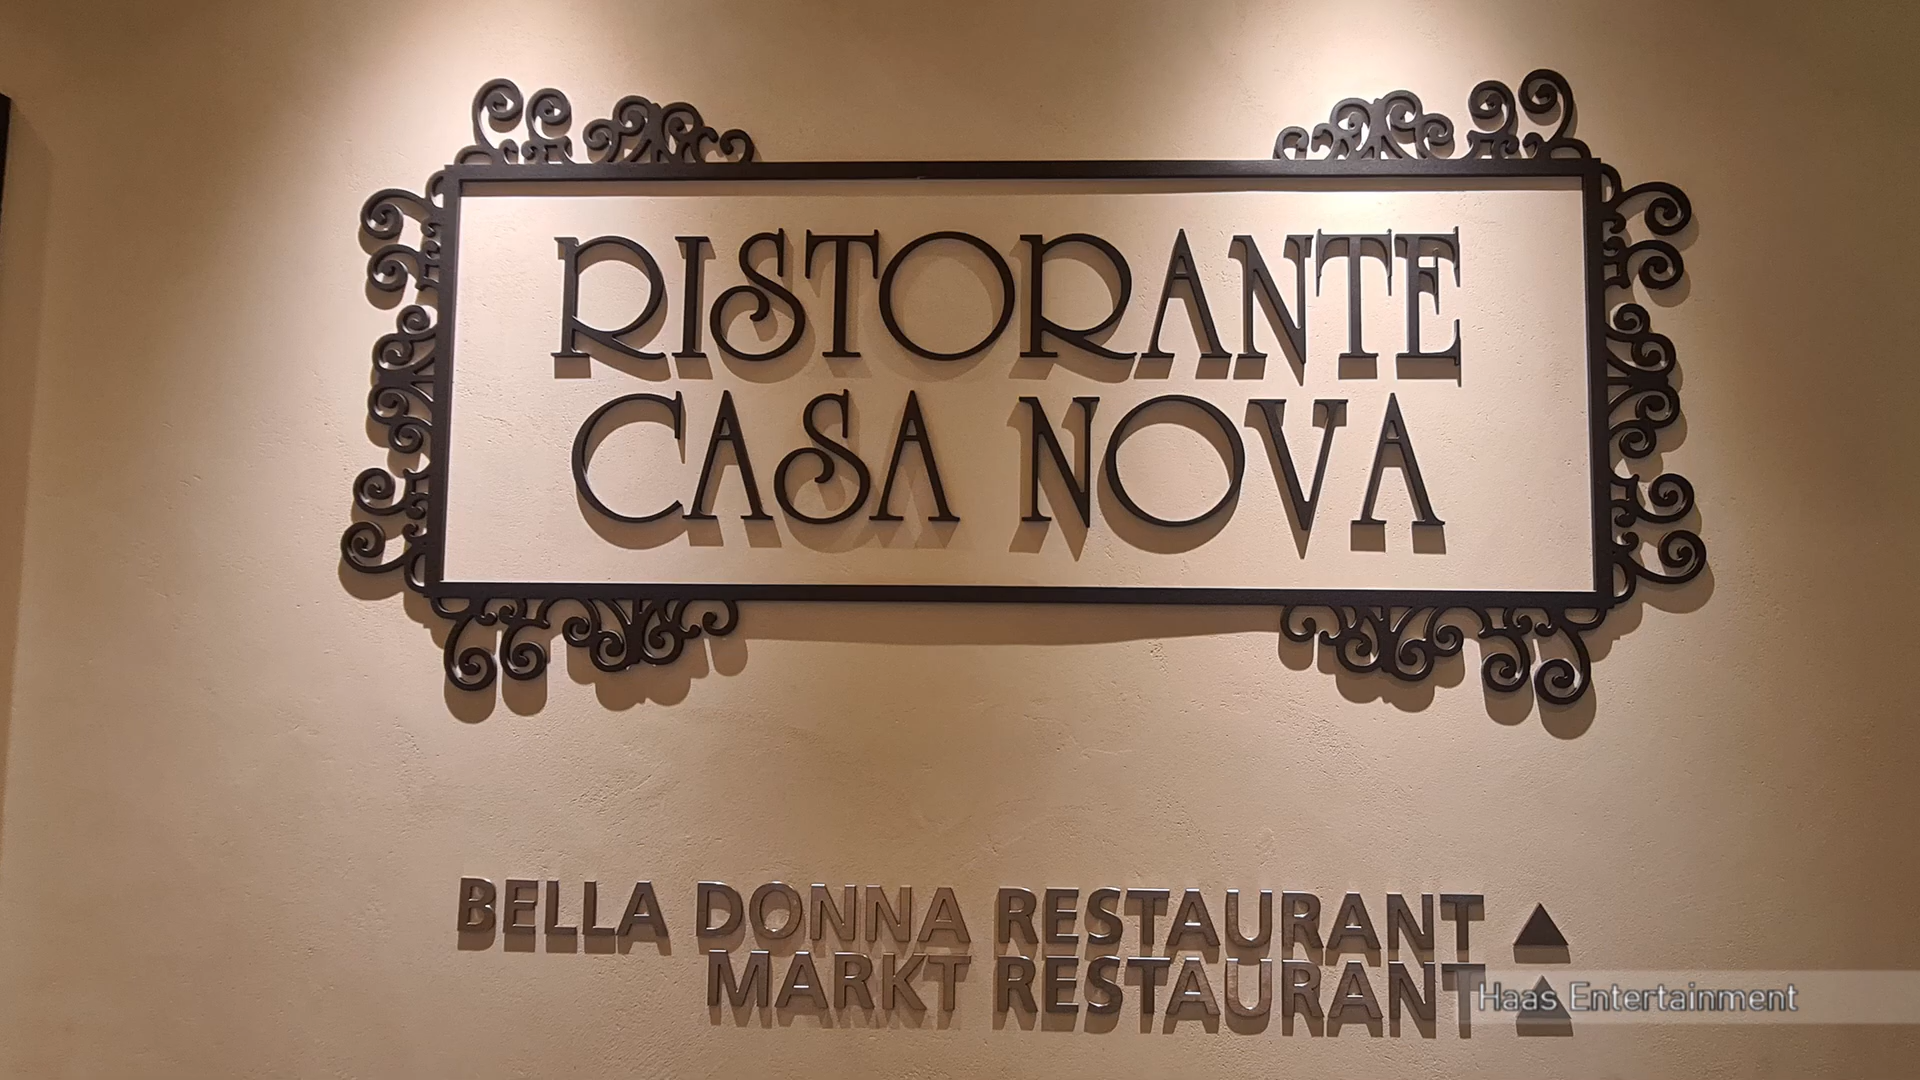 RISTORANTE
CASA NOVA
BELLA DONNA RESTAURANT ▲
MARKT RESTAURANT ▲
Haas Entertainment